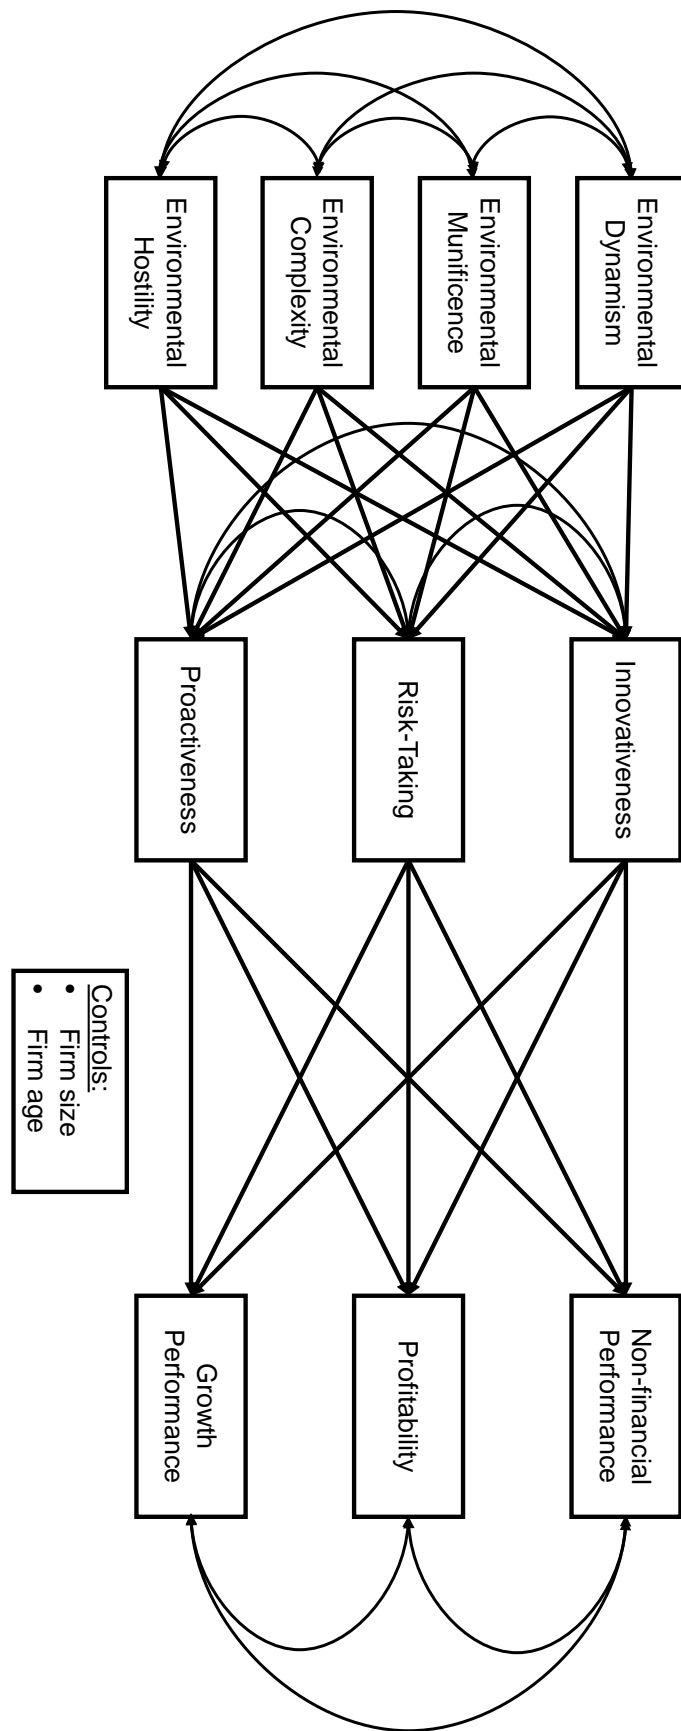 Environmental
Dynamism
Environmental
Munificence
Environmental
Complexity
Environmental
Hostility
Innovativeness
Risk-Taking
Proactiveness
Non-financial
Performance
Profitability
Growth
Performance
Controls:
• Firm size
• Firm age